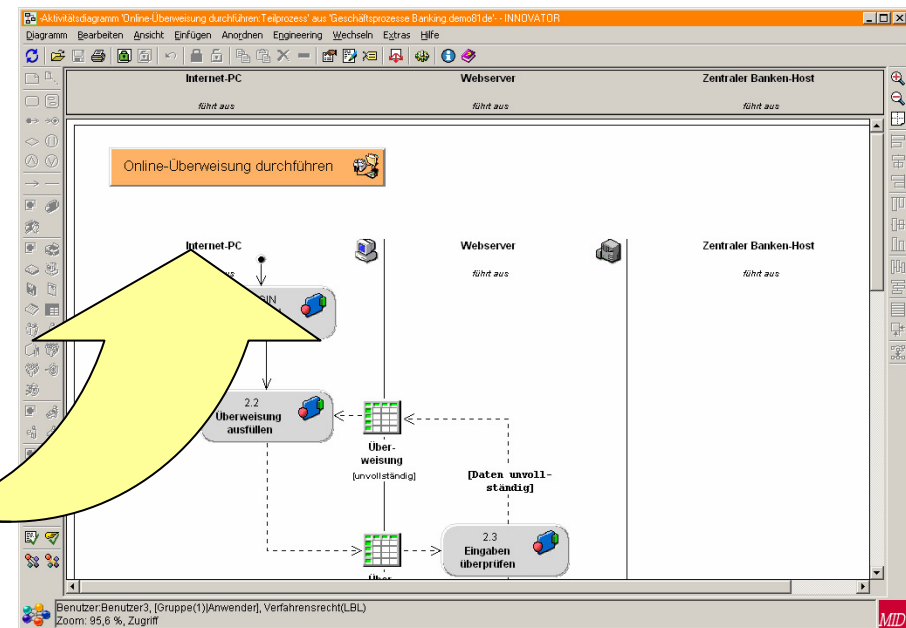 Aktivitätsdiagramm 'Online-Überweisung durchführen:Teilprozess' aus 'Geschäftsprozesse Banking demo81de'- - INNOVATOR
Diagramm Bearbeiten Ansicht Einfügen Anordnen Engineering Wechseln Extras Hilfe
Internet-PC Webserver Zentraler Banken-Host
führt aus führt aus führt aus
Online-Überweisung durchführen
Internet-PC Webserver Zentraler Banken-Host
führt aus führt aus
2.2
Überweisung
ausfüllen
Über-
weisung
[unvollständig]
[Daten unvoll-
ständig]
2.3
Eingaben
überprüfen
Benutzer:Benutzer3, [Gruppe(1)|Anwender], Verfahrensrecht(LBL)
Zoom: 95,6 %, Zugriff
MID